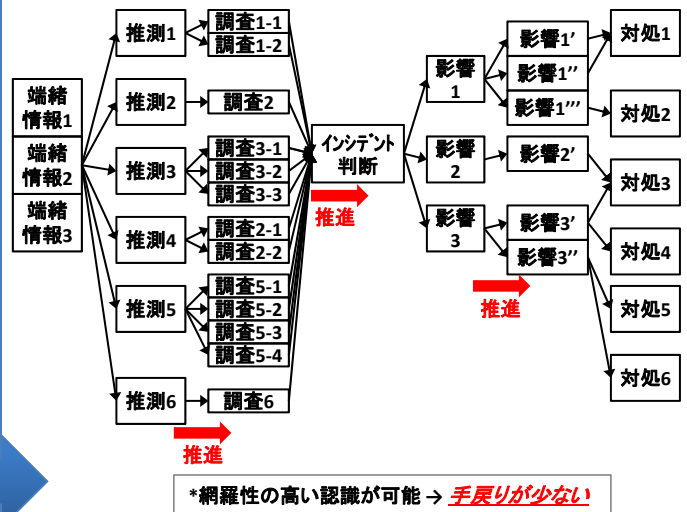 端緒
情報1
端緒
情報2
端緒
情報3
推測1
推測2
推測3
推測4
推測5
推測6
調査1-1
調査1-2
調査2
調査3-1
調査3-2
調査3-3
調査2-1
調査2-2
調査5-1
調査5-2
調査5-3
調査5-4
調査6
推進
インシデント
判断
推進
影響
1
影響
2
影響
3
影響1'
影響1''
影響1'''
影響2'
影響3'
影響3''
推進
対処1
対処2
対処3
対処4
対処5
対処6
*網羅性の高い認識が可能 → 手戻りが少ない